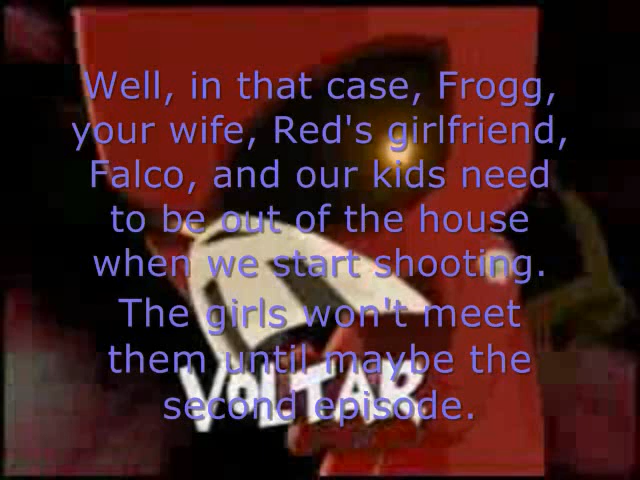 Well, in that case, Frogg,
your wife, Red's girlfriend,
Falco, and our kids need
to be out of the house
when we start shooting.
The girls won't meet
them until maybe the
second episode.
VOLTAR